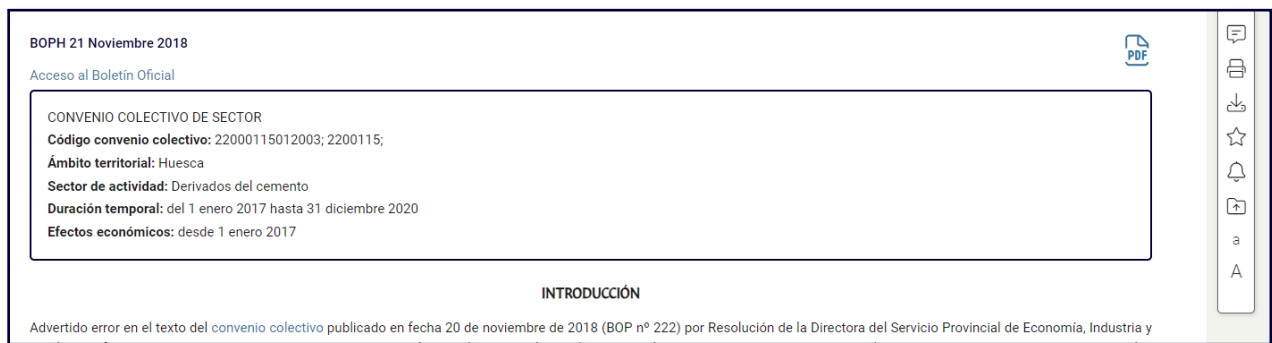 BOPH 21 Noviembre 2018
PDF
Acceso al Boletín Oficial
CONVENIO COLECTIVO DE SECTOR
Código convenio colectivo: 22000115012003; 2200115;
Ámbito territorial: Huesca
Sector de actividad: Derivados del cemento
Duración temporal: del 1 enero 2017 hasta 31 diciembre 2020
Efectos económicos: desde 1 enero 2017
a
A
INTRODUCCIÓN
Advertido error en el texto del convenio colectivo publicado en fecha 20 de noviembre de 2018 (BOP nº 222) por Resolución de la Directora del Servicio Provincial de Economía, Industria y